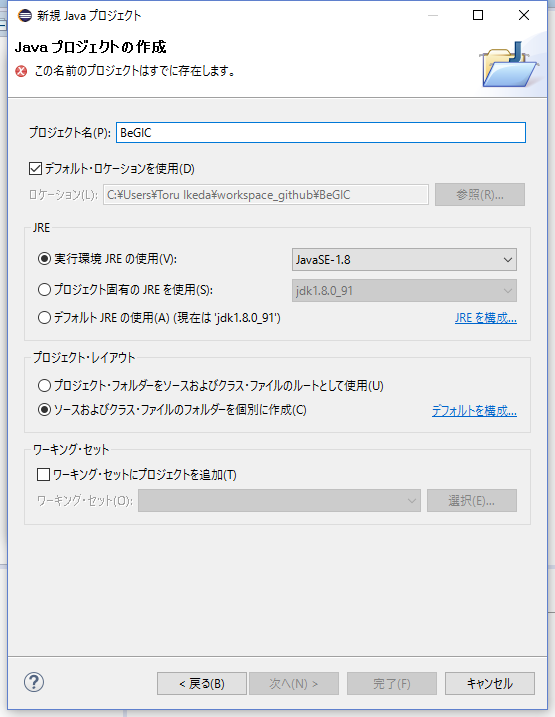 新規 Java プロジェクト
Java プロジェクトの作成
この名前のプロジェクトはすでに存在します。
プロジェクト名(P): BeGIC
デフォルト・ロケーションを使用(D)
ロケーション(L): C:¥Users¥Toru Ikeda¥workspace_github¥BeGIC 参照(R)...
JRE
実行環境 JRE の使用(V): JavaSE-1.8
プロジェクト固有の JRE を使用(S): jdk1.8.0_91
デフォルト JRE の使用(A) (現在は 'jdk1.8.0_91') JRE を構成...
プロジェクト・レイアウト
プロジェクト・フォルダーをソースおよびクラス・ファイルのルートとして使用(U)
ソースおよびクラス・ファイルのフォルダーを個別に作成(C) デフォルトを構成...
ワーキング・セット
ワーキング・セットにプロジェクトを追加(T)
ワーキング・セット(O): 選択(E)...
? < 戻る(B) 次へ(N) > 完了(F) キャンセル